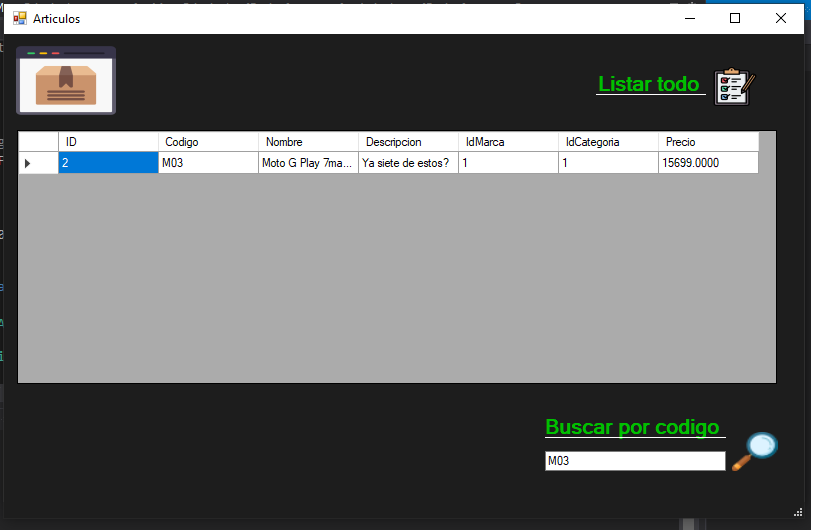 Articulos
Listar todo
ID Codigo Nombre Descripcion IdMarca IdCategoria Precio
2 M03 Moto G Play 7ma... Ya siete de estos? 1 1 15699.0000
Buscar por codigo
M03